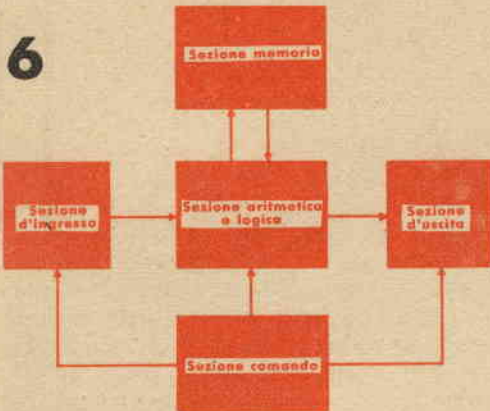 6
Sezione memoria
Sezione
d'ingresso
Sezione aritmetica
e logica
Sezione
d'uscita
Sezione comando